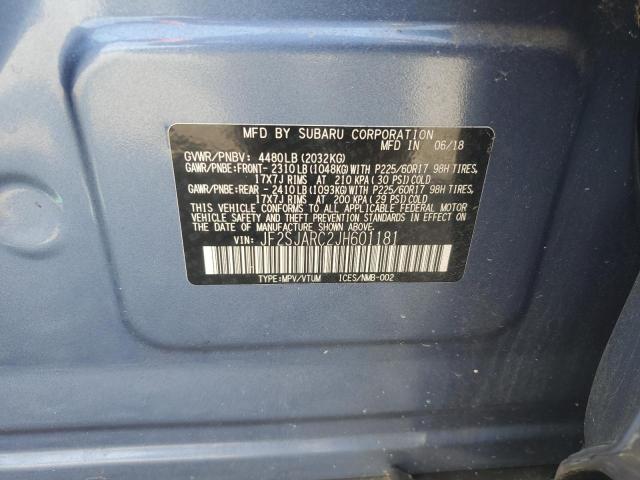 MFD BY SUBARU CORPORATION
MFD IN 06/18
GVWR/PNBV: 4480LB (2032KG)
GAWR/PNBE:FRONT- 2310LB (1048KG) WITH P225/60R17 98H TIRES,
17X7J RIMS AT 210 KPA (30 PSI) COLD
GAWR/PNBE:REAR - 2410LB (1093KG) WITH P225/60R17 98H TIRES,
17X7J RIMS AT 200 KPA (29 PSI) COLD
THIS VEHICLE CONFORMS TO ALL APPLICABLE FEDERAL MOTOR
VEHICLE SAFETY AND THEFT PREVENTION STANDARDS IN EFFECT
ON THE DATE OF MANUFACTURE SHOWN ABOVE.
VIN: JF2SJARC2JH601181
TYPE:MPV/VTUM ICES/NMB-002